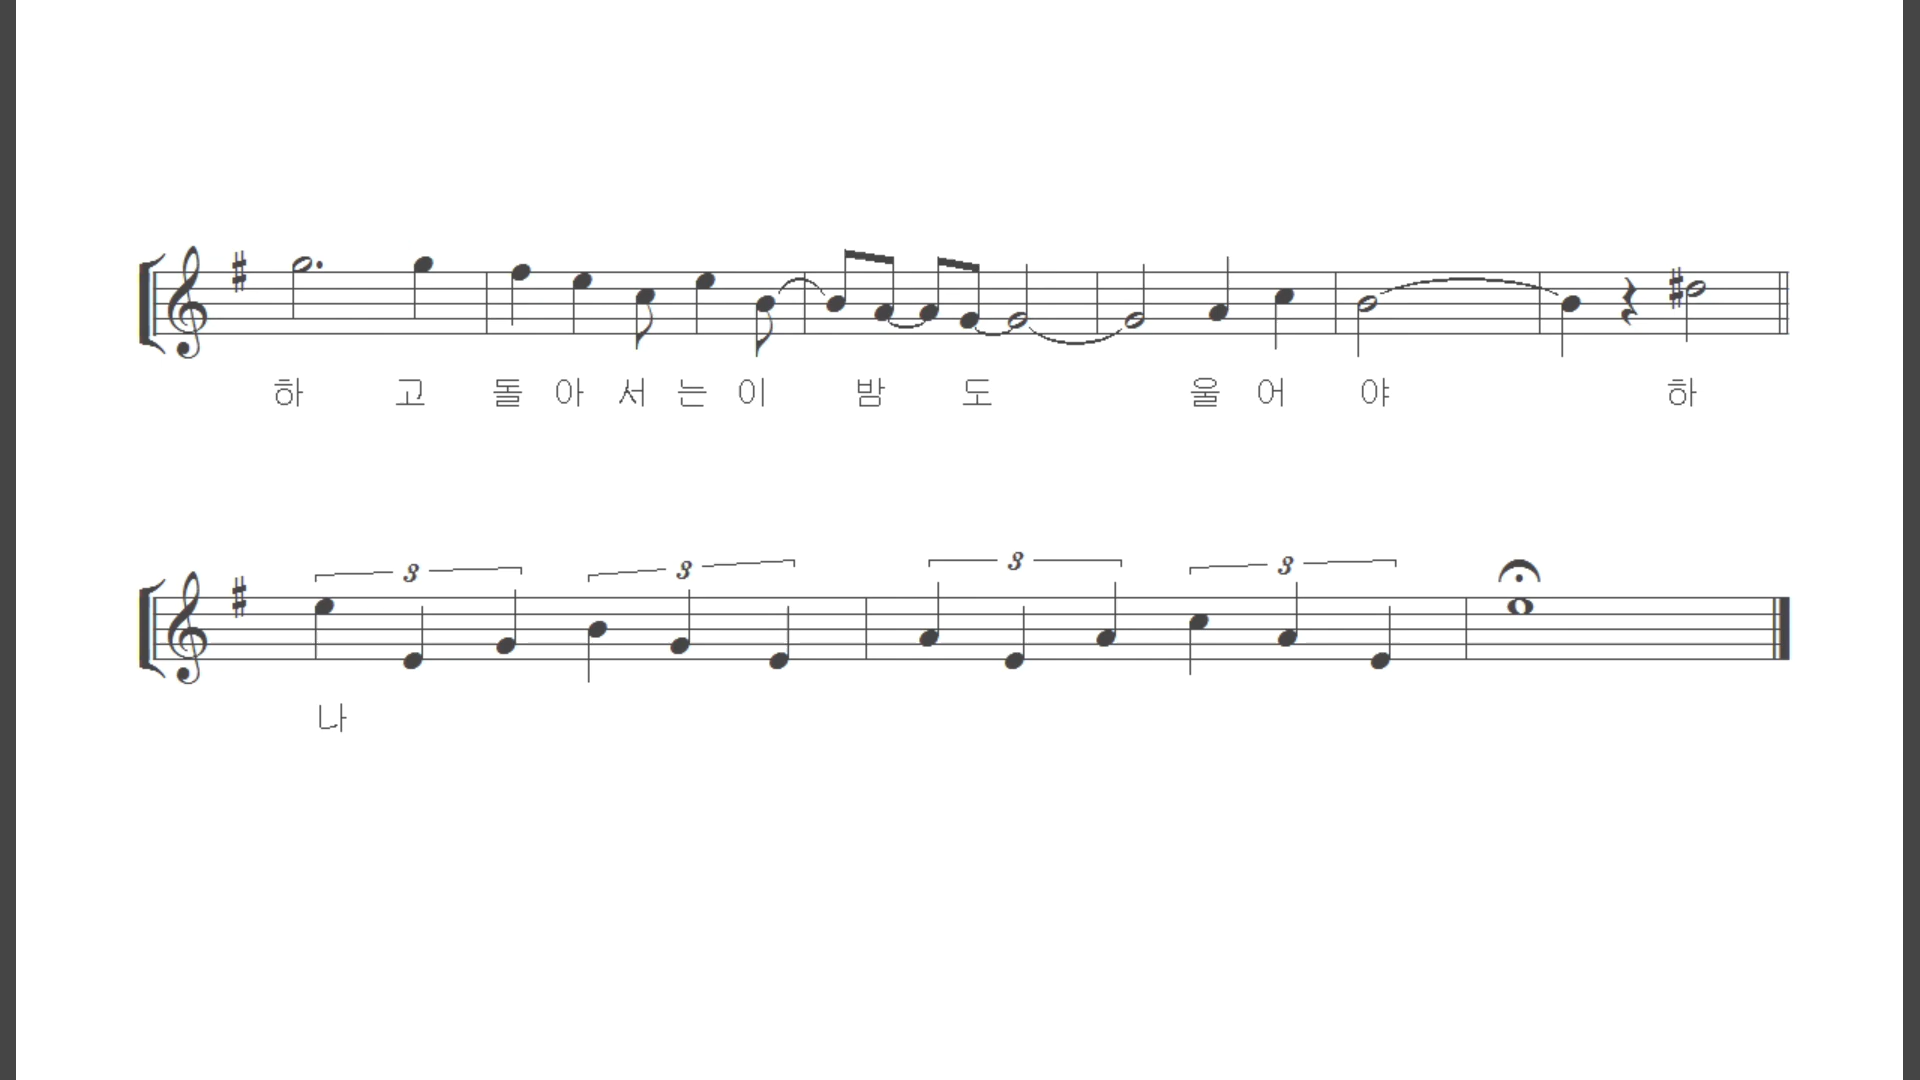 하 고 돌 아 서 는 이 밤 도 울 어 야 하
3 3 3 3
나